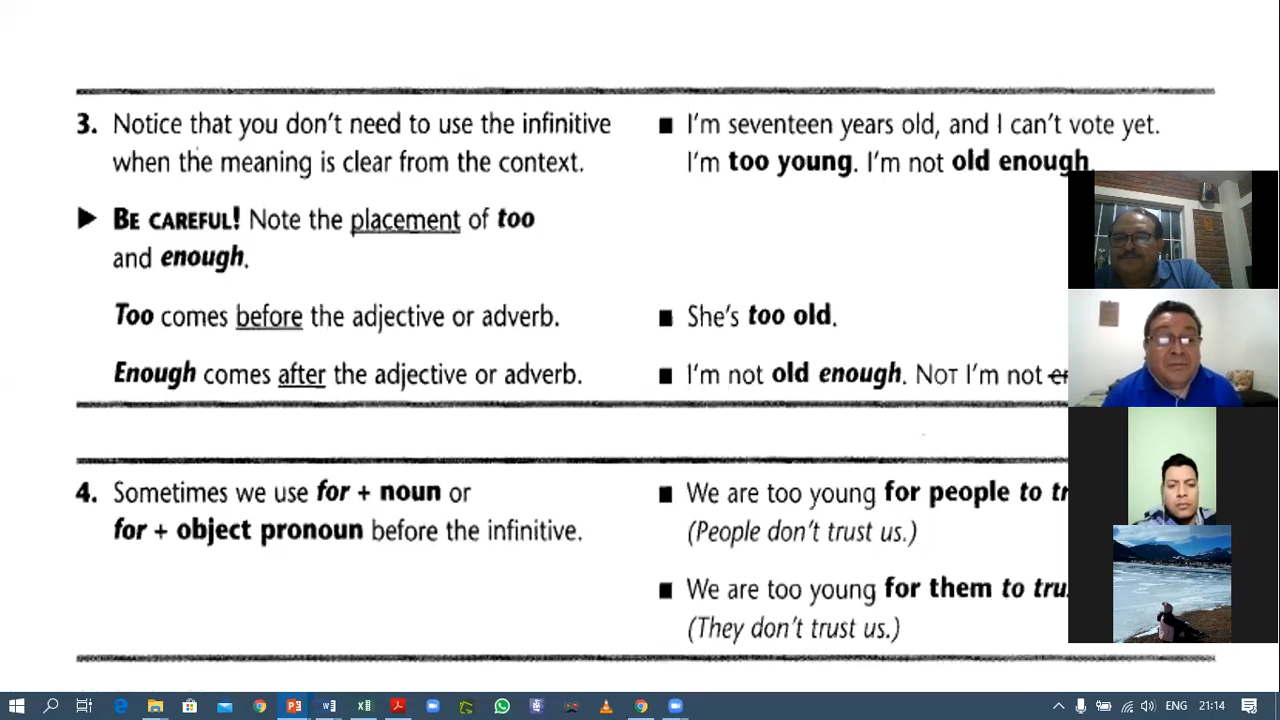 3. Notice that you don't need to use the infinitive
when the meaning is clear from the context.
■ I'm seventeen years old, and I can't vote yet.
I'm too young. I'm not old enough.
▶ BE CAREFUL! Note the placement of too
and enough.
Too comes before the adjective or adverb.
■ She's too old.
Enough comes after the adjective or adverb.
■ I'm not old enough. NOT I'm not
4. Sometimes we use for + noun or
for + object pronoun before the infinitive.
■ We are too young for people to
(People don't trust us.)
■ We are too young for them to
(They don't trust us.)
ENG 21:14